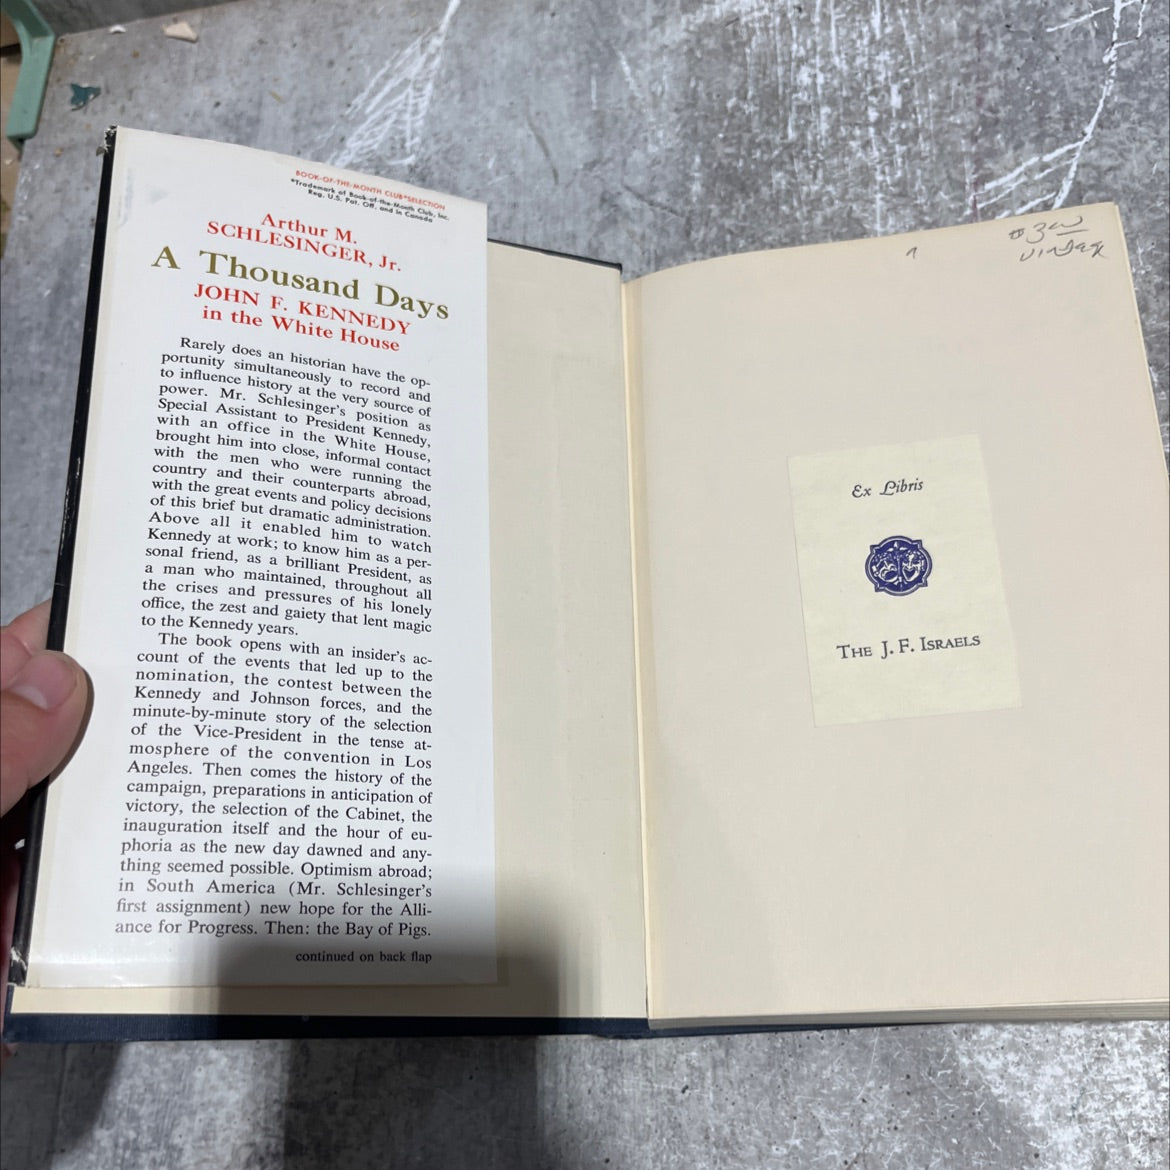 BOOK-OF-THE-MONTH CLUB*SELECTION
*Trademark of Book-of-the-Month Club, Inc.
Reg. U.S. Pat. Off. and in Canada
Arthur M.
SCHLESINGER, Jr.
A Thousand Days
JOHN F. KENNEDY
in the White House
Rarely does an historian have the op-
portunity simultaneously to record and
to influence history at the very source of
power. Mr. Schlesinger's position as
Special Assistant to President Kennedy,
with an office in the White House,
brought him into close, informal contact
with the men who were running the
country and their counterparts abroad,
with the great events and policy decisions
of this brief but dramatic administration.
Above all it enabled him to watch
Kennedy at work; to know him as a per-
sonal friend, as a brilliant President, as
a man who maintained, throughout all
the crises and pressures of his lonely
office, the zest and gaiety that lent magic
to the Kennedy years.
The book opens with an insider's ac-
count of the events that led up to the
nomination, the contest between the
Kennedy and Johnson forces, and the
minute-by-minute story of the selection
of the Vice-President in the tense at-
mosphere of the convention in Los
Angeles. Then comes the history of the
campaign, preparations in anticipation of
victory, the selection of the Cabinet, the
inauguration itself and the hour of eu-
phoria as the new day dawned and any-
thing seemed possible. Optimism abroad;
in South America (Mr. Schlesinger's
first assignment) new hope for the Alli-
ance for Progress. Then: the Bay of Pigs.
continued on back flap
Ex Libris
THE J. F. ISRAELS